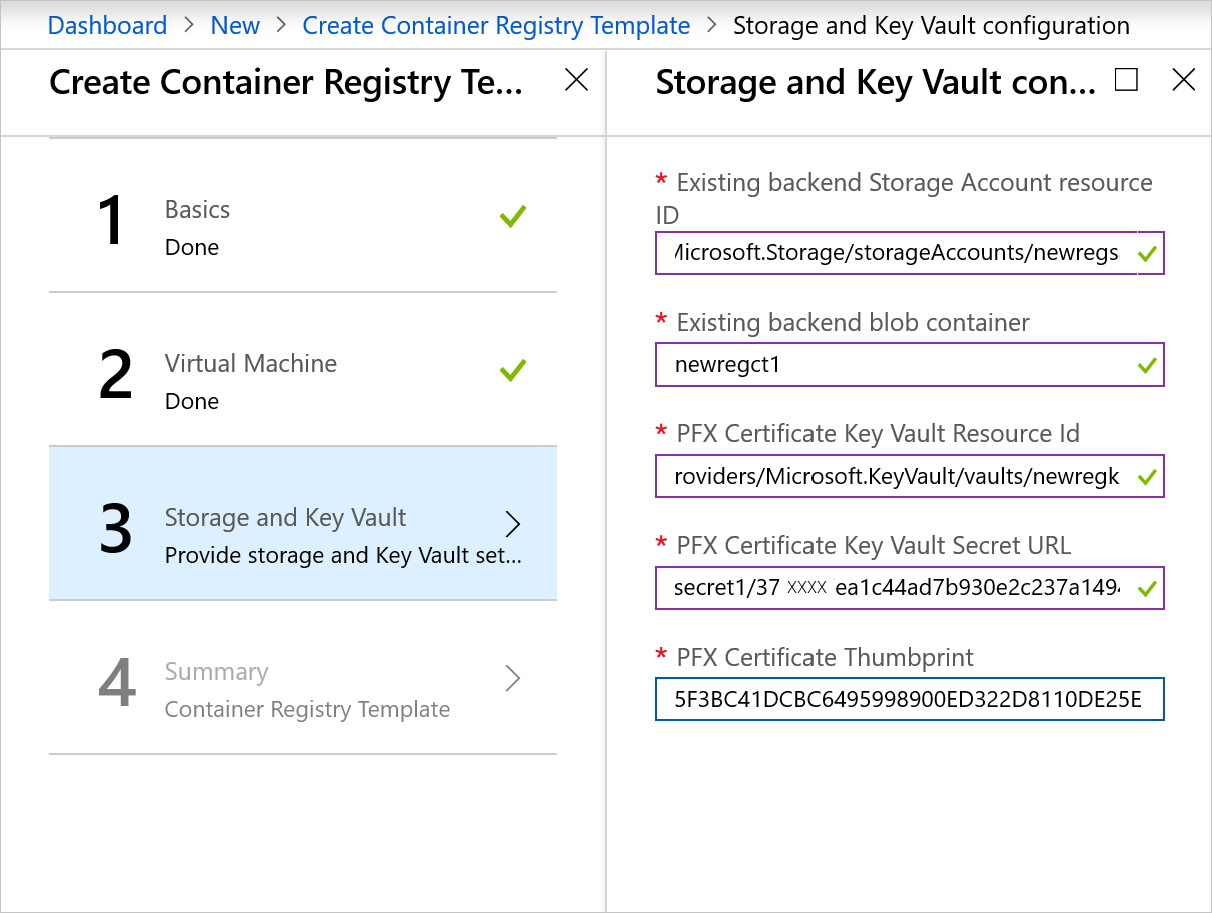 Dashboard > New > Create Container Registry Template > Storage and Key Vault configuration
Create Container Registry Te...
1
Basics
Done
2
Virtual Machine
Done
3
Storage and Key Vault
Provide storage and Key Vault set...
4
Summary
Container Registry Template
Storage and Key Vault con...
* Existing backend Storage Account resource
ID
Microsoft.Storage/storageAccounts/newregs
* Existing backend blob container
newregct1
* PFX Certificate Key Vault Resource Id
roviders/Microsoft.KeyVault/vaults/newregk
* PFX Certificate Key Vault Secret URL
secret1/37 XXXX ea1c44ad7b930e2c237a149
* PFX Certificate Thumbprint
5F3BC41DCBC6495998900ED322D8110DE25E